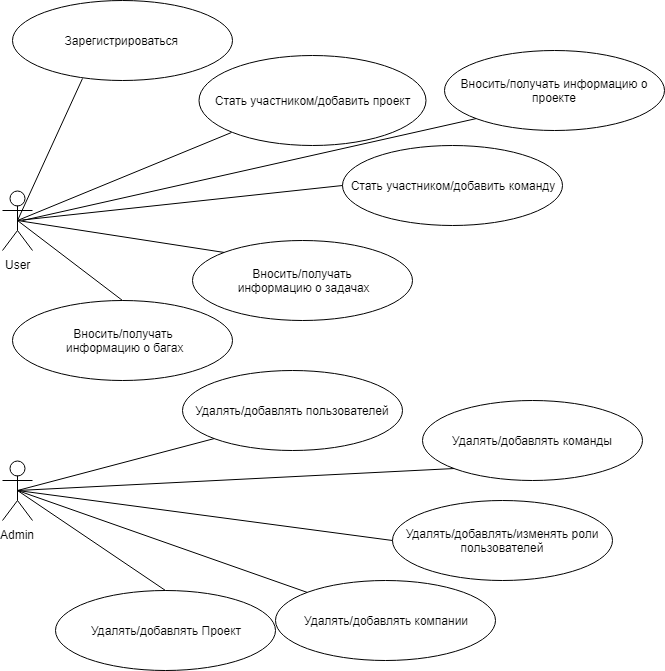 Зарегистрироваться
Стать участником/добавить проект
Вносить/получать информацию о
проекте
Стать участником/добавить команду
User
Вносить/получать
информацию о задачах
Вносить/получать
информацию о багах
Удалять/добавлять пользователей
Удалять/добавлять команды
Admin
Удалять/добавлять/изменять роли
пользователей
Удалять/добавлять компании
Удалять/добавлять Проект